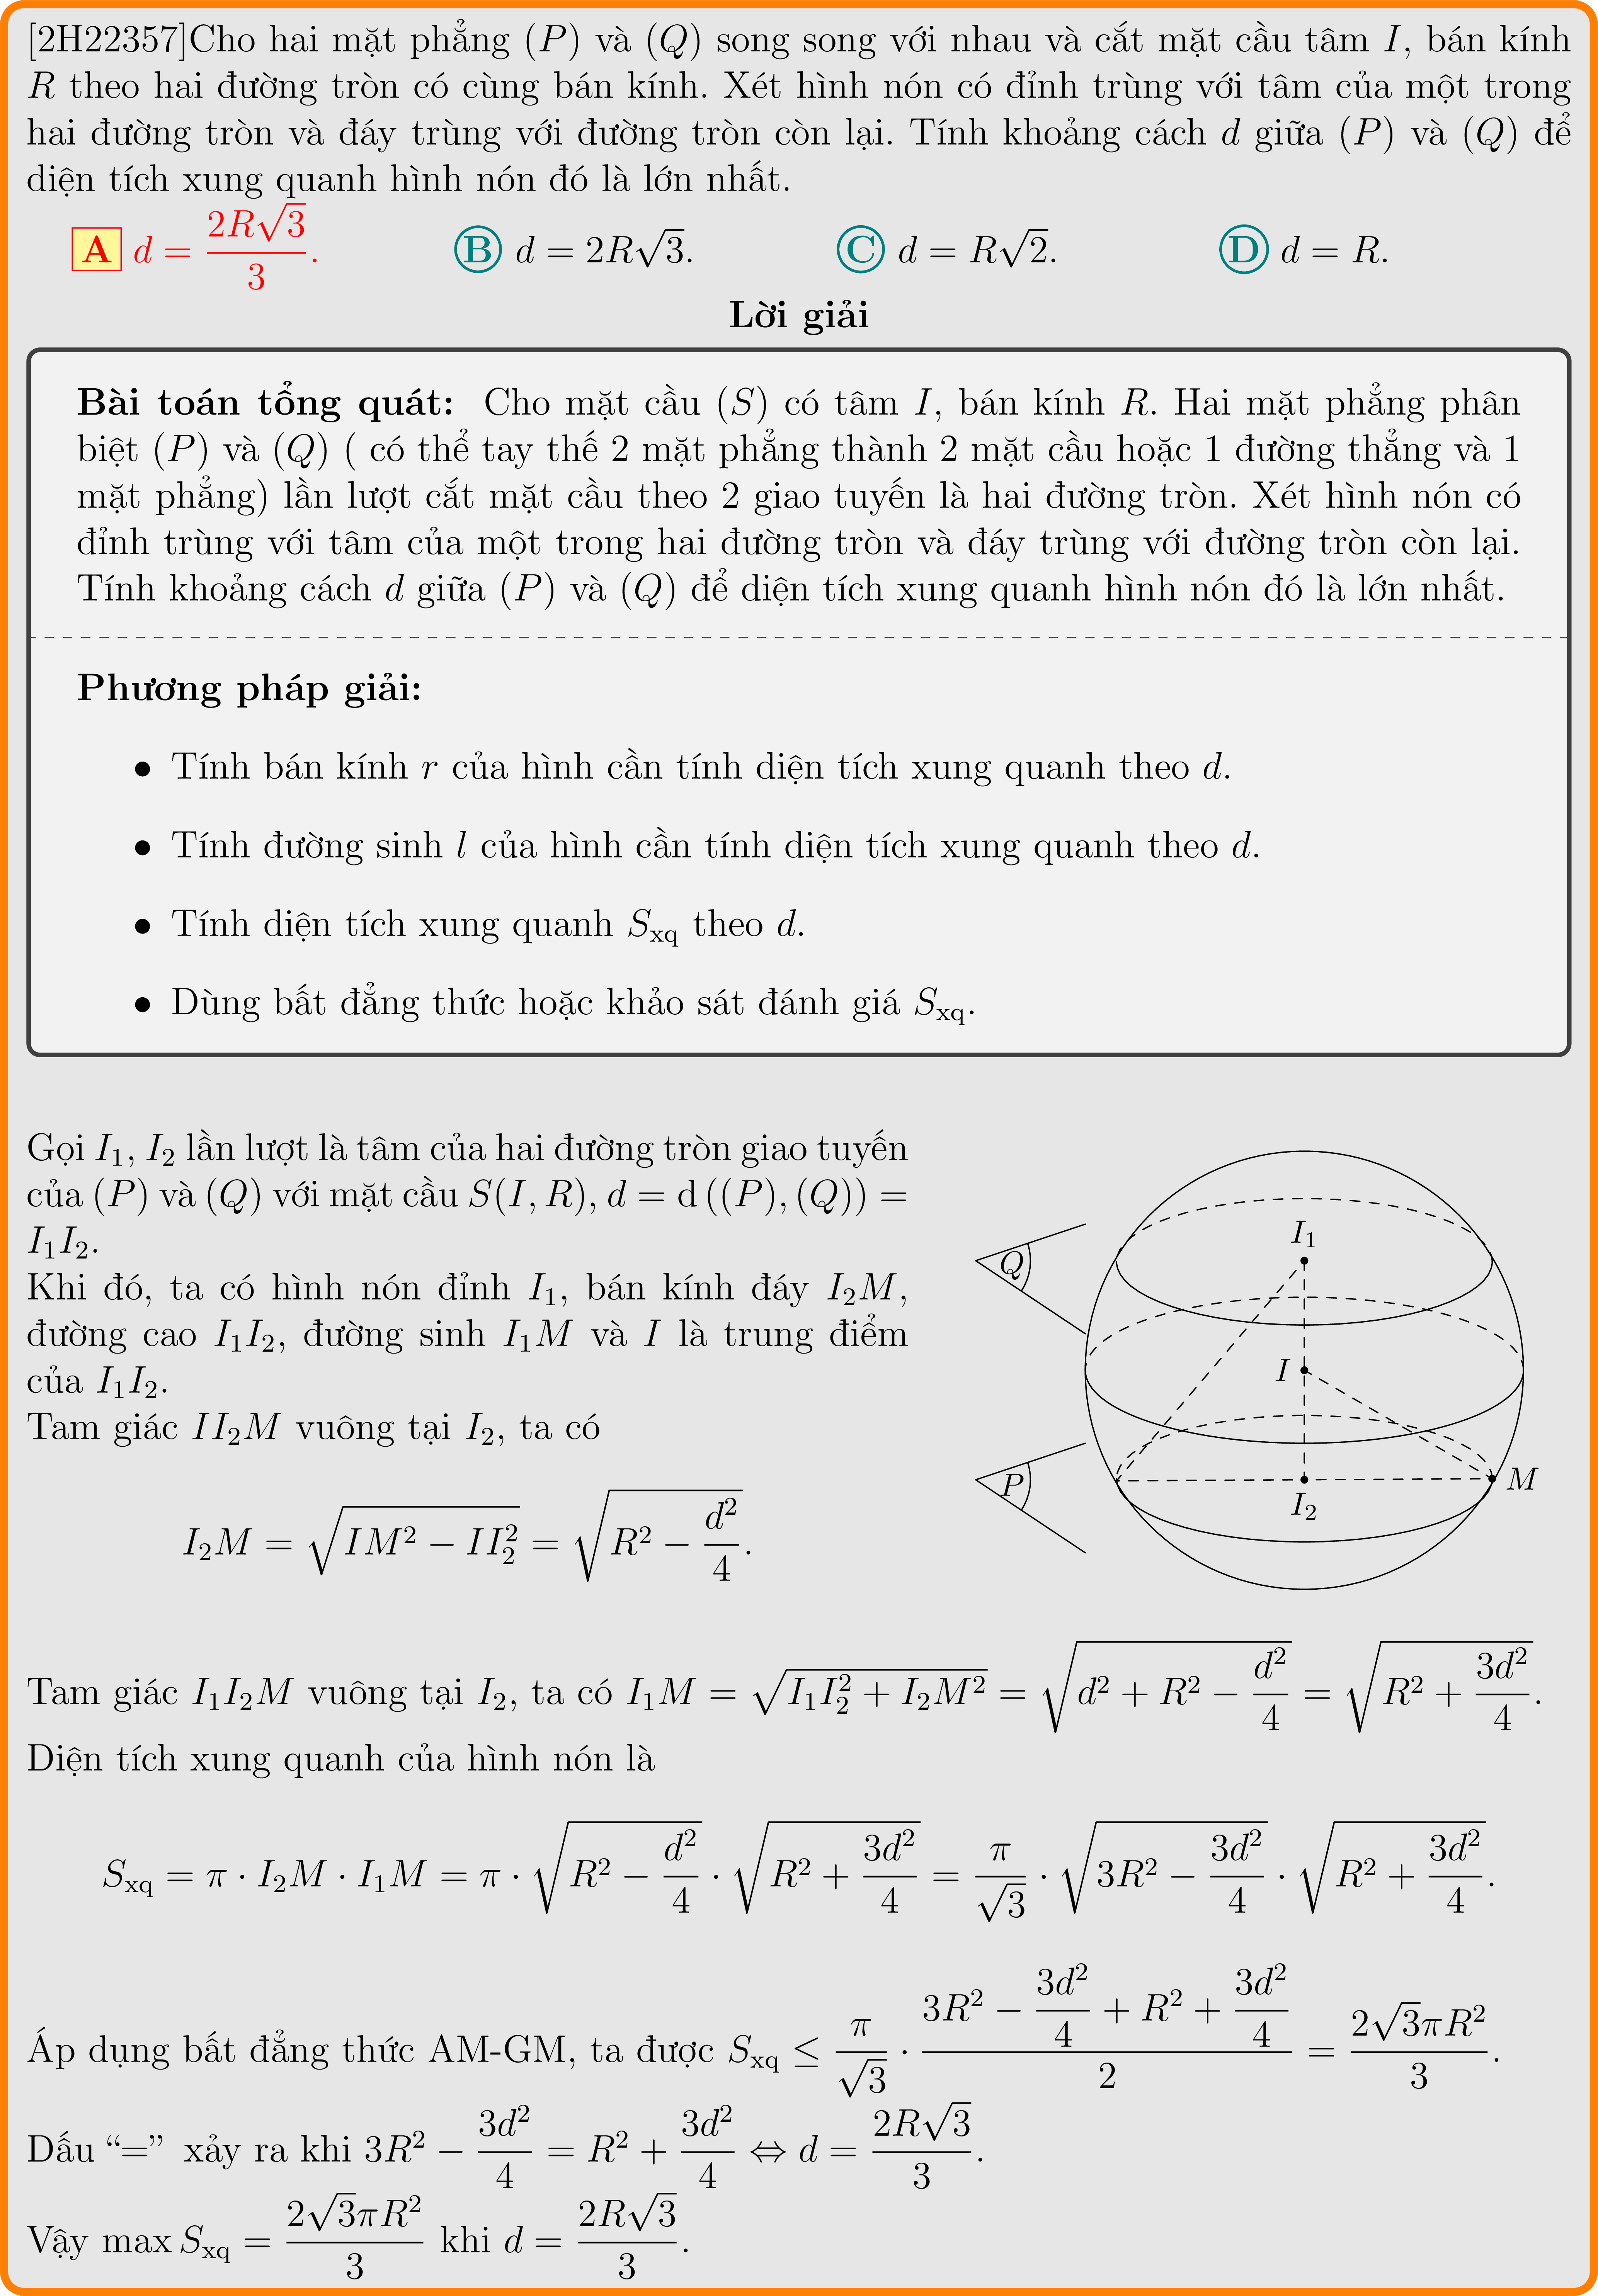 [2H22357]Cho hai mặt phẳng (P) và (Q) song song với nhau và cắt mặt cầu tâm I, bán kính
R theo hai đường tròn có cùng bán kính. Xét hình nón có đỉnh trùng với tâm của một trong
hai đường tròn và đáy trùng với đường tròn còn lại. Tính khoảng cách d giữa (P) và (Q) để
diện tích xung quanh hình nón đó là lớn nhất.
A d = \frac{2R\sqrt{3}}{3}. B d = 2R√3. C d = R√2. D d = R.
Lời giải
Bài toán tổng quát: Cho mặt cầu (S) có tâm I, bán kính R. Hai mặt phẳng phân
biệt (P) và (Q) ( có thể tay thế 2 mặt phẳng thành 2 mặt cầu hoặc 1 đường thẳng và 1
mặt phẳng) lần lượt cắt mặt cầu theo 2 giao tuyến là hai đường tròn. Xét hình nón có
đỉnh trùng với tâm của một trong hai đường tròn và đáy trùng với đường tròn còn lại.
Tính khoảng cách d giữa (P) và (Q) để diện tích xung quanh hình nón đó là lớn nhất.
Phương pháp giải:
• Tính bán kính r của hình cần tính diện tích xung quanh theo d.
• Tính đường sinh l của hình cần tính diện tích xung quanh theo d.
• Tính diện tích xung quanh S_{xq} theo d.
• Dùng bất đẳng thức hoặc khảo sát đánh giá S_{xq}.
Gọi I_1, I_2 lần lượt là tâm của hai đường tròn giao tuyến
của (P) và (Q) với mặt cầu S(I, R), d = d ((P), (Q)) =
I_1I_2.
Khi đó, ta có hình nón đỉnh I_1, bán kính đáy I_2M,
đường cao I_1I_2, đường sinh I_1M và I là trung điểm
của I_1I_2.
Tam giác II_2M vuông tại I_2, ta có
I_2M = \sqrt{IM^2 − II_2^2} = \sqrt{R^2 − \frac{d^2}{4}}.
I_1
Q
I
P
M
I_2
Tam giác I_1I_2M vuông tại I_2, ta có I_1M = \sqrt{I_1I_2^2 + I_2M^2} = \sqrt{d^2 + R^2 − \frac{d^2}{4}} = \sqrt{R^2 + \frac{3d^2}{4}}.
Diện tích xung quanh của hình nón là
S_{xq} = π · I_2M · I_1M = π · \sqrt{R^2 − \frac{d^2}{4}} · \sqrt{R^2 + \frac{3d^2}{4}} = \frac{π}{\sqrt{3}} · \sqrt{3R^2 − \frac{3d^2}{4}} · \sqrt{R^2 + \frac{3d^2}{4}}.
Áp dụng bất đẳng thức AM-GM, ta được S_{xq} ≤ \frac{π}{\sqrt{3}} · \frac{3R^2 − \frac{3d^2}{4} + R^2 + \frac{3d^2}{4}}{2} = \frac{2\sqrt{3}πR^2}{3}.
Dấu “=” xảy ra khi 3R^2 − \frac{3d^2}{4} = R^2 + \frac{3d^2}{4} ⇔ d = \frac{2R\sqrt{3}}{3}.
Vậy max S_{xq} = \frac{2\sqrt{3}πR^2}{3} khi d = \frac{2R\sqrt{3}}{3}.